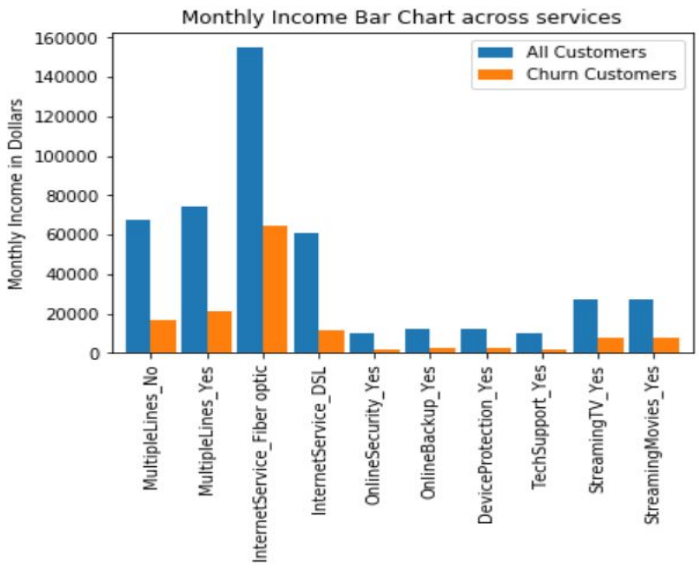 Monthly Income Bar Chart across services
160000
140000
120000
100000
80000
60000
40000
20000
0
Monthly Income in Dollars
All Customers
Churn Customers
MultipleLines_No
MultipleLines_Yes
InternetService_Fiber optic
InternetService_DSL
OnlineSecurity_Yes
OnlineBackup_Yes
DeviceProtection_Yes
TechSupport_Yes
StreamingTV_Yes
StreamingMovies_Yes